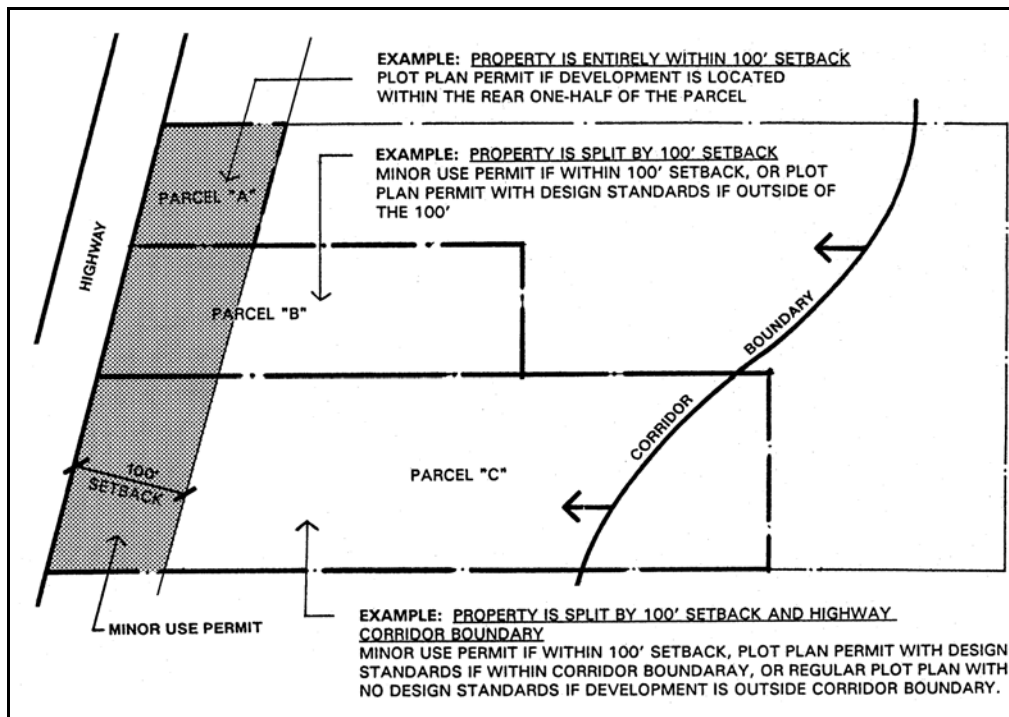 EXAMPLE: PROPERTY IS ENTIRELY WITHIN 100' SETBACK
PLOT PLAN PERMIT IF DEVELOPMENT IS LOCATED
WITHIN THE REAR ONE-HALF OF THE PARCEL
EXAMPLE: PROPERTY IS SPLIT BY 100' SETBACK
MINOR USE PERMIT IF WITHIN 100' SETBACK, OR PLOT
PLAN PERMIT WITH DESIGN STANDARDS IF OUTSIDE OF
THE 100'
PARCEL "A"
HIGHWAY
PARCEL "B"
BOUNDARY
CORRIDOR
PARCEL "C"
100'
SETBACK
MINOR USE PERMIT
EXAMPLE: PROPERTY IS SPLIT BY 100' SETBACK AND HIGHWAY
CORRIDOR BOUNDARY
MINOR USE PERMIT IF WITHIN 100' SETBACK, PLOT PLAN PERMIT WITH DESIGN
STANDARDS IF WITHIN CORRIDOR BOUNDARAY, OR REGULAR PLOT PLAN WITH
NO DESIGN STANDARDS IF DEVELOPMENT IS OUTSIDE CORRIDOR BOUNDARY.